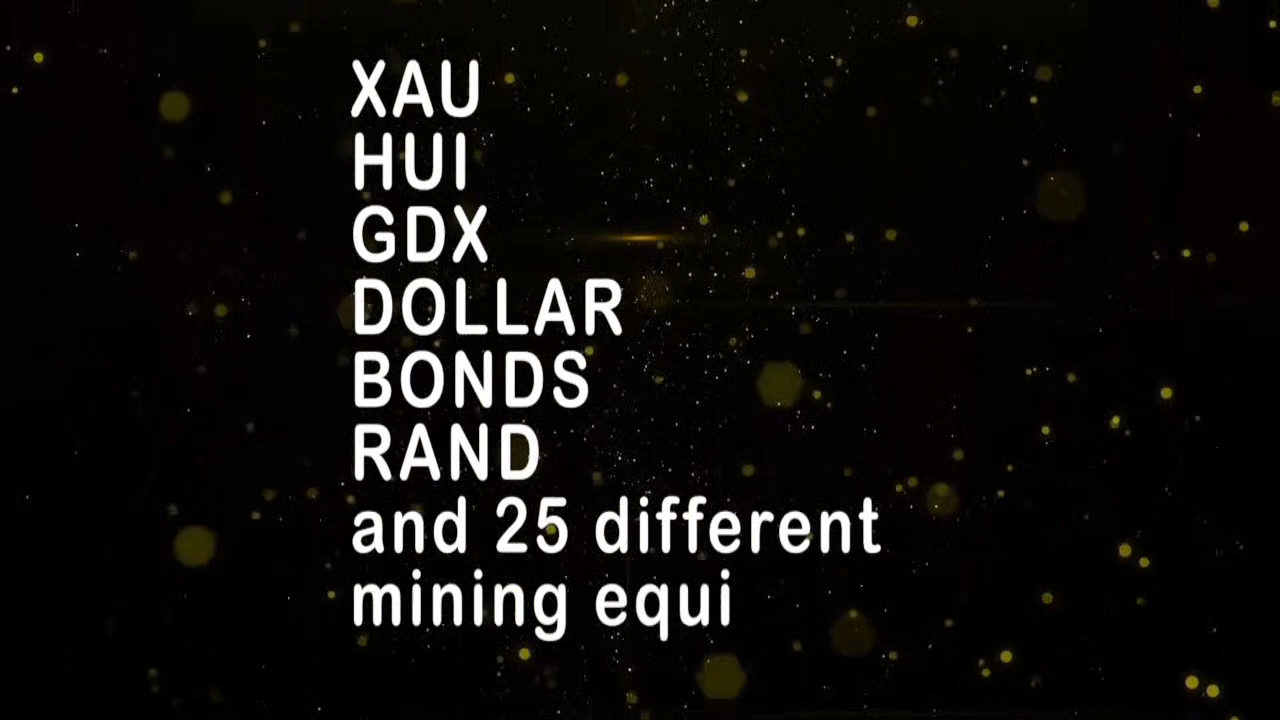 XAU
HUI
GDX
DOLLAR
BONDS
RAND
and 25 different
mining equi